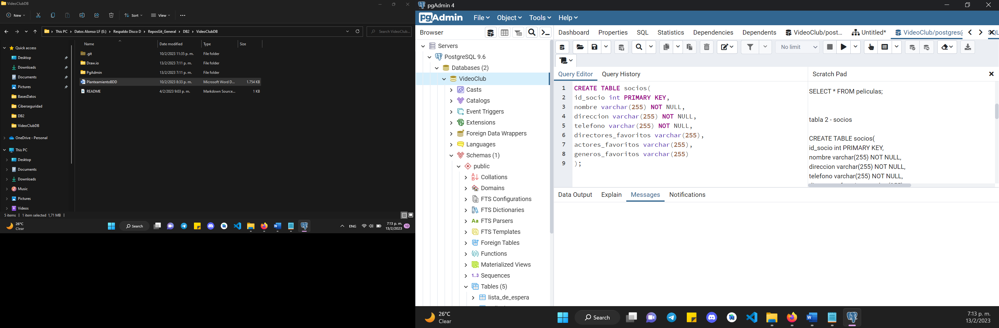 VideoClubDB
New
Sort
View
This PC > Datos Alonso LF (E:) > Respaldo Disco D > ReposGit_General > DB2 > VideoClubDB
Search VideoClub...
Name Date modified Type Size
Quick access
Desktop
Downloads
Documents
Pictures
BasesDatos
Ciberseguridad
DB2
VideoClubDB
OneDrive - Personal
This PC
Desktop
Documents
Downloads
Music
Pictures
Videos
.git 10/2/2023 11:35 p. m. File folder
Draw.io 13/2/2023 7:11 p. m. File folder
PgAdmin 13/2/2023 7:11 p. m. File folder
PlanteamientoBDD 10/2/2023 8:33 p. m. Microsoft Word D... 1.754 KB
README 4/2/2023 9:03 p. m. Markdown Source... 1 KB
5 items 1 item selected 1,71 MB
26°C
Clear
Search
ENG
7:13 p. m.
13/2/2023
10
pgAdmin 4
pgAdmin
File Object Tools Help
Browser
Dashboard Properties SQL Statistics Dependencies Dependents VideoClub/post... Untitled* VideoClub/postgres@
No limit
Servers
PostgreSQL 9.6
Databases (2)
VideoClub
Casts
Catalogs
Event Triggers
Extensions
Foreign Data Wrappers
Languages
Schemas (1)
public
Collations
Domains
FTS Configurations
FTS Dictionaries
FTS Parsers
FTS Templates
Foreign Tables
Functions
Materialized Views
1..3 Sequences
Tables (5)
lista_de_espera
Query Editor Query History
1 CREATE TABLE socios(
2 id_socio int PRIMARY KEY,
3 nombre varchar(255) NOT NULL,
4 direccion varchar(255) NOT NULL,
5 telefono varchar(255) NOT NULL,
6 directores_favoritos varchar(255),
7 actores_favoritos varchar(255),
8 generos_favoritos varchar(255)
9 );
Scratch Pad
SELECT * FROM peliculas;
tabla 2 - socios
CREATE TABLE socios(
id_socio int PRIMARY KEY,
nombre varchar(255) NOT NULL,
direccion varchar(255) NOT NULL,
telefono varchar(255) NOT NULL,
Data Output Explain Messages Notifications
26°C
Clear
Search
7:13 p. m.
13/2/2023